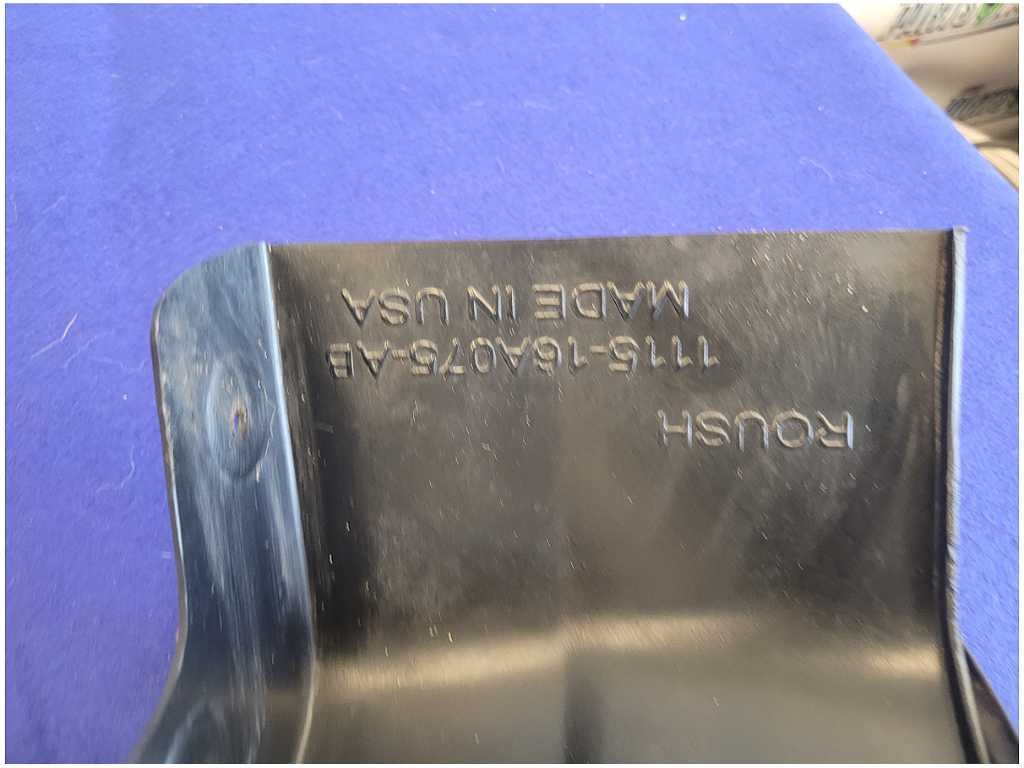 ROUSH
1115-16A075-AB
MADE IN USA